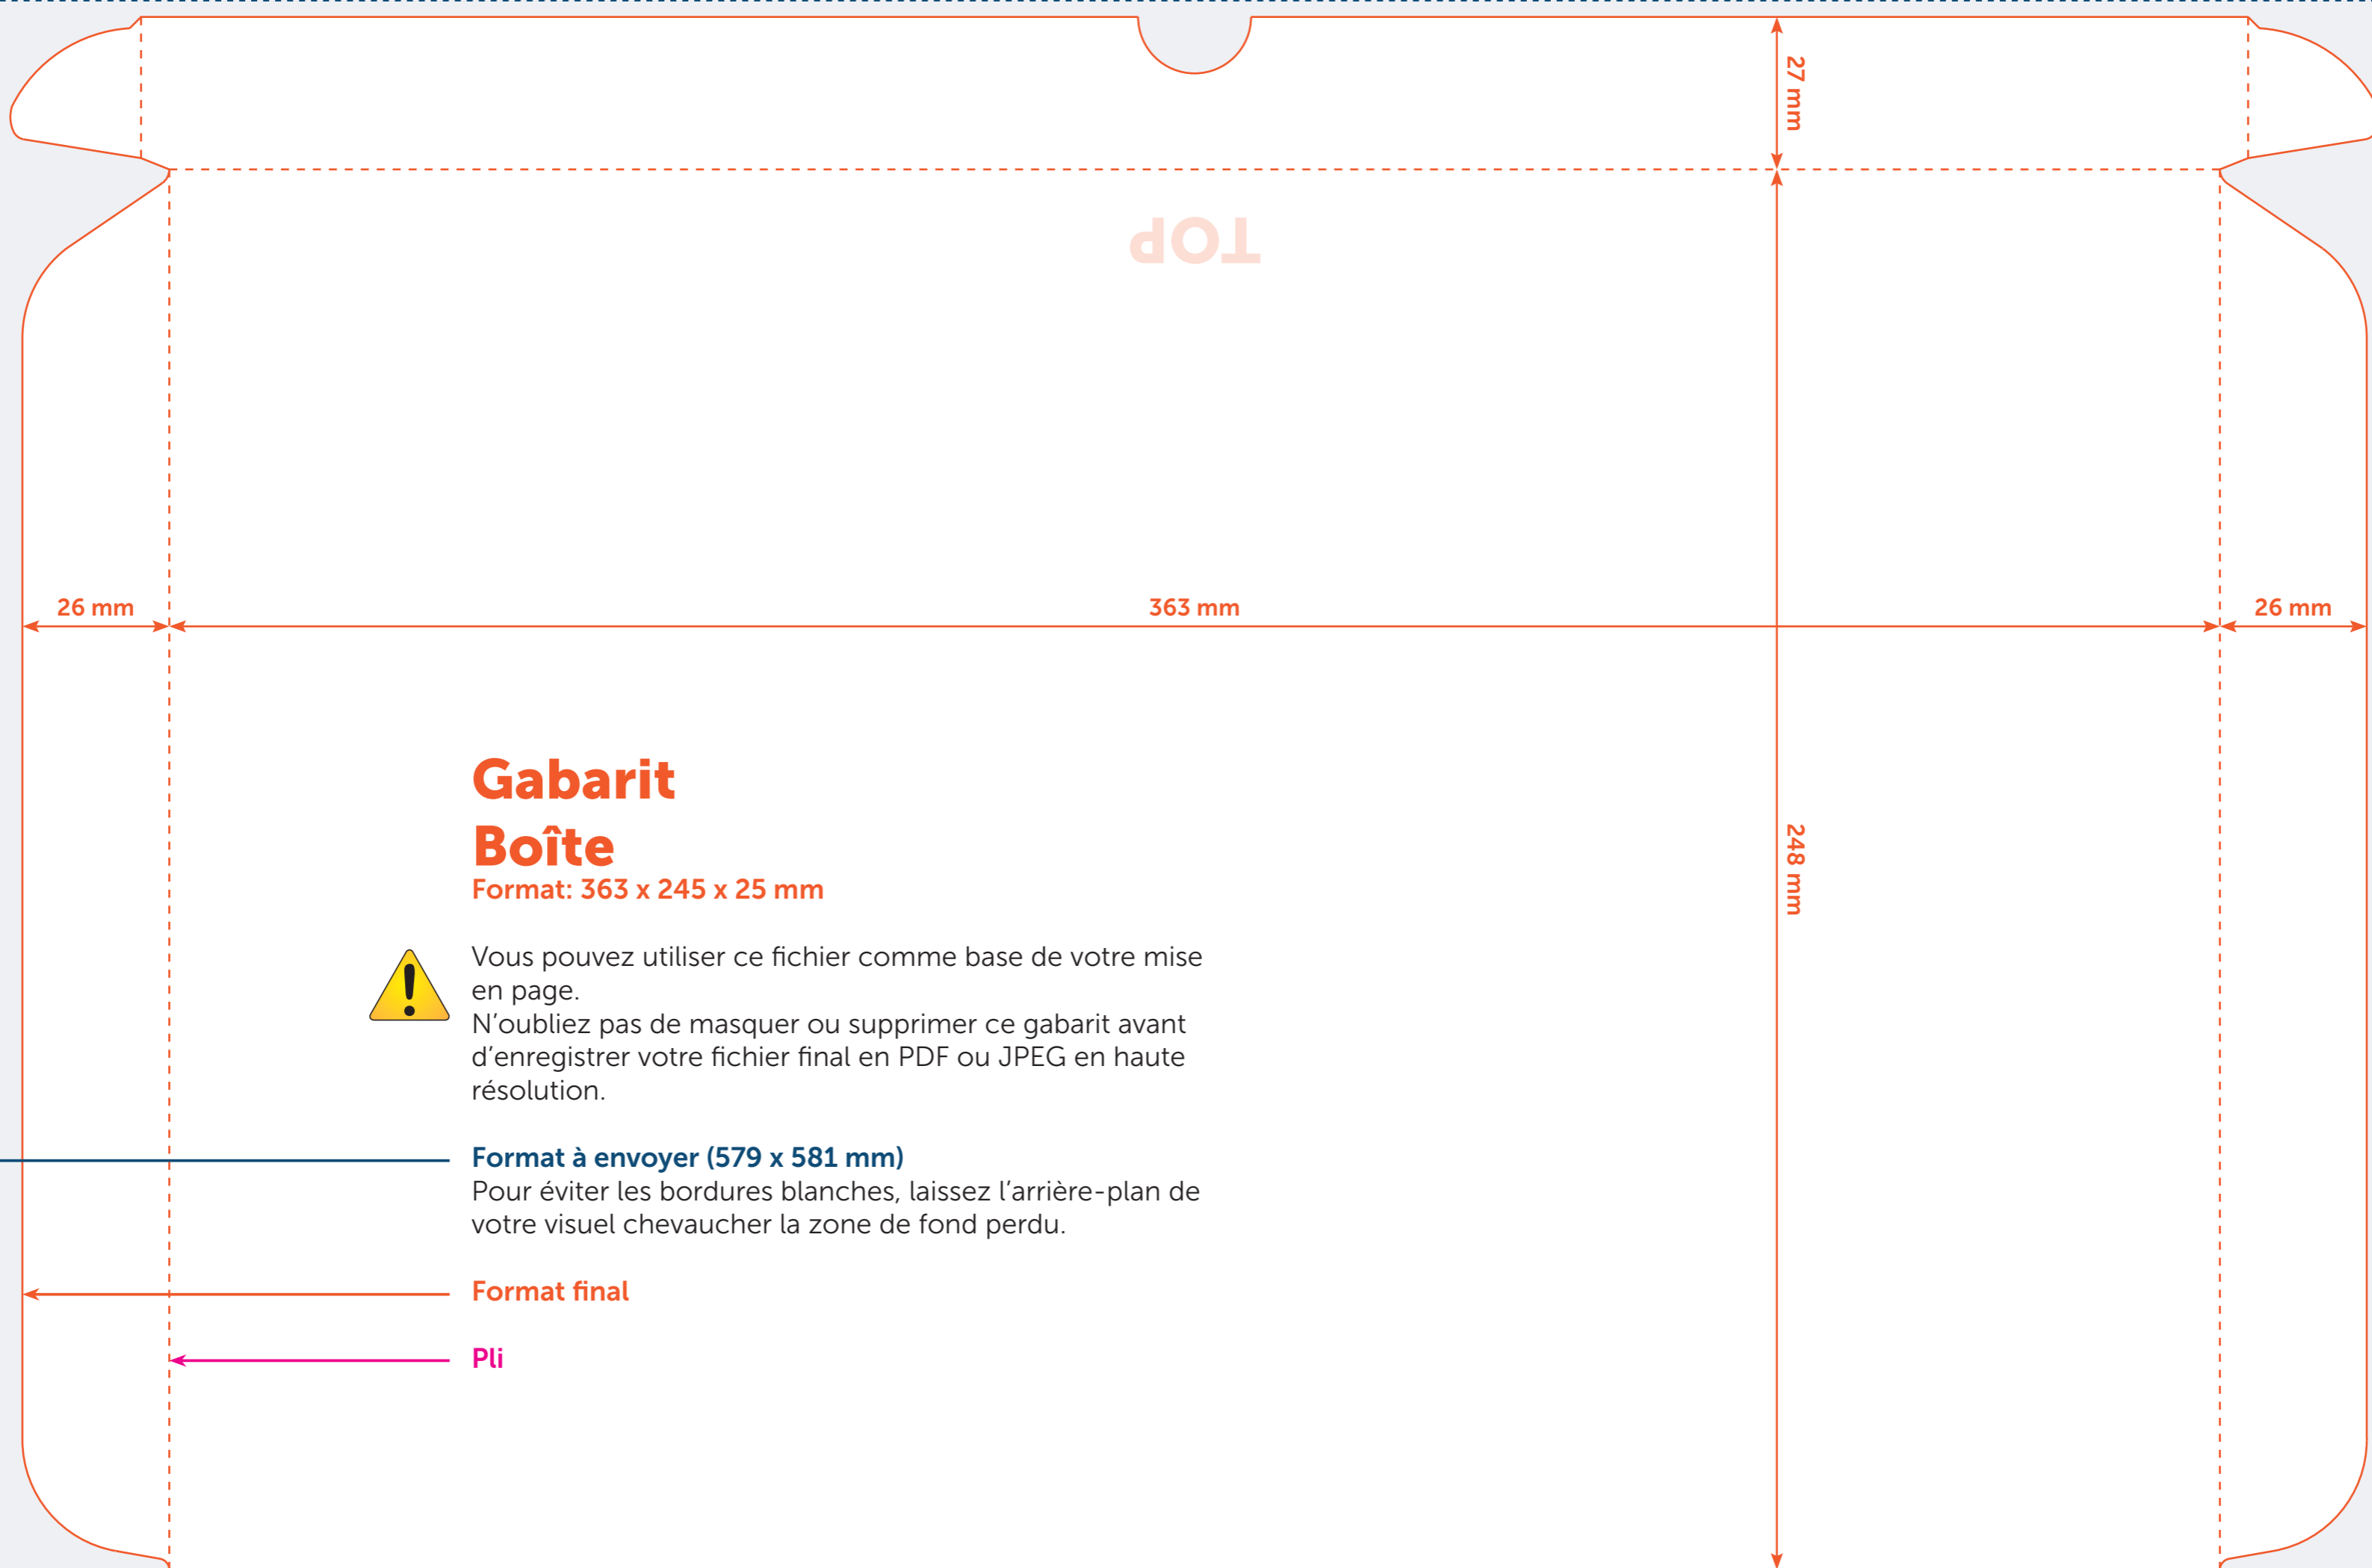 27 mm
TOP
26 mm
363 mm
26 mm
Gabarit
Boîte
Format: 363 x 245 x 25 mm
248 mm
Vous pouvez utiliser ce fichier comme base de votre mise
en page.
N’oubliez pas de masquer ou supprimer ce gabarit avant
d’enregistrer votre fichier final en PDF ou JPEG en haute
résolution.
Format à envoyer (579 x 581 mm)
Pour éviter les bordures blanches, laissez l’arrière-plan de
votre visuel chevaucher la zone de fond perdu.
Format final
Pli